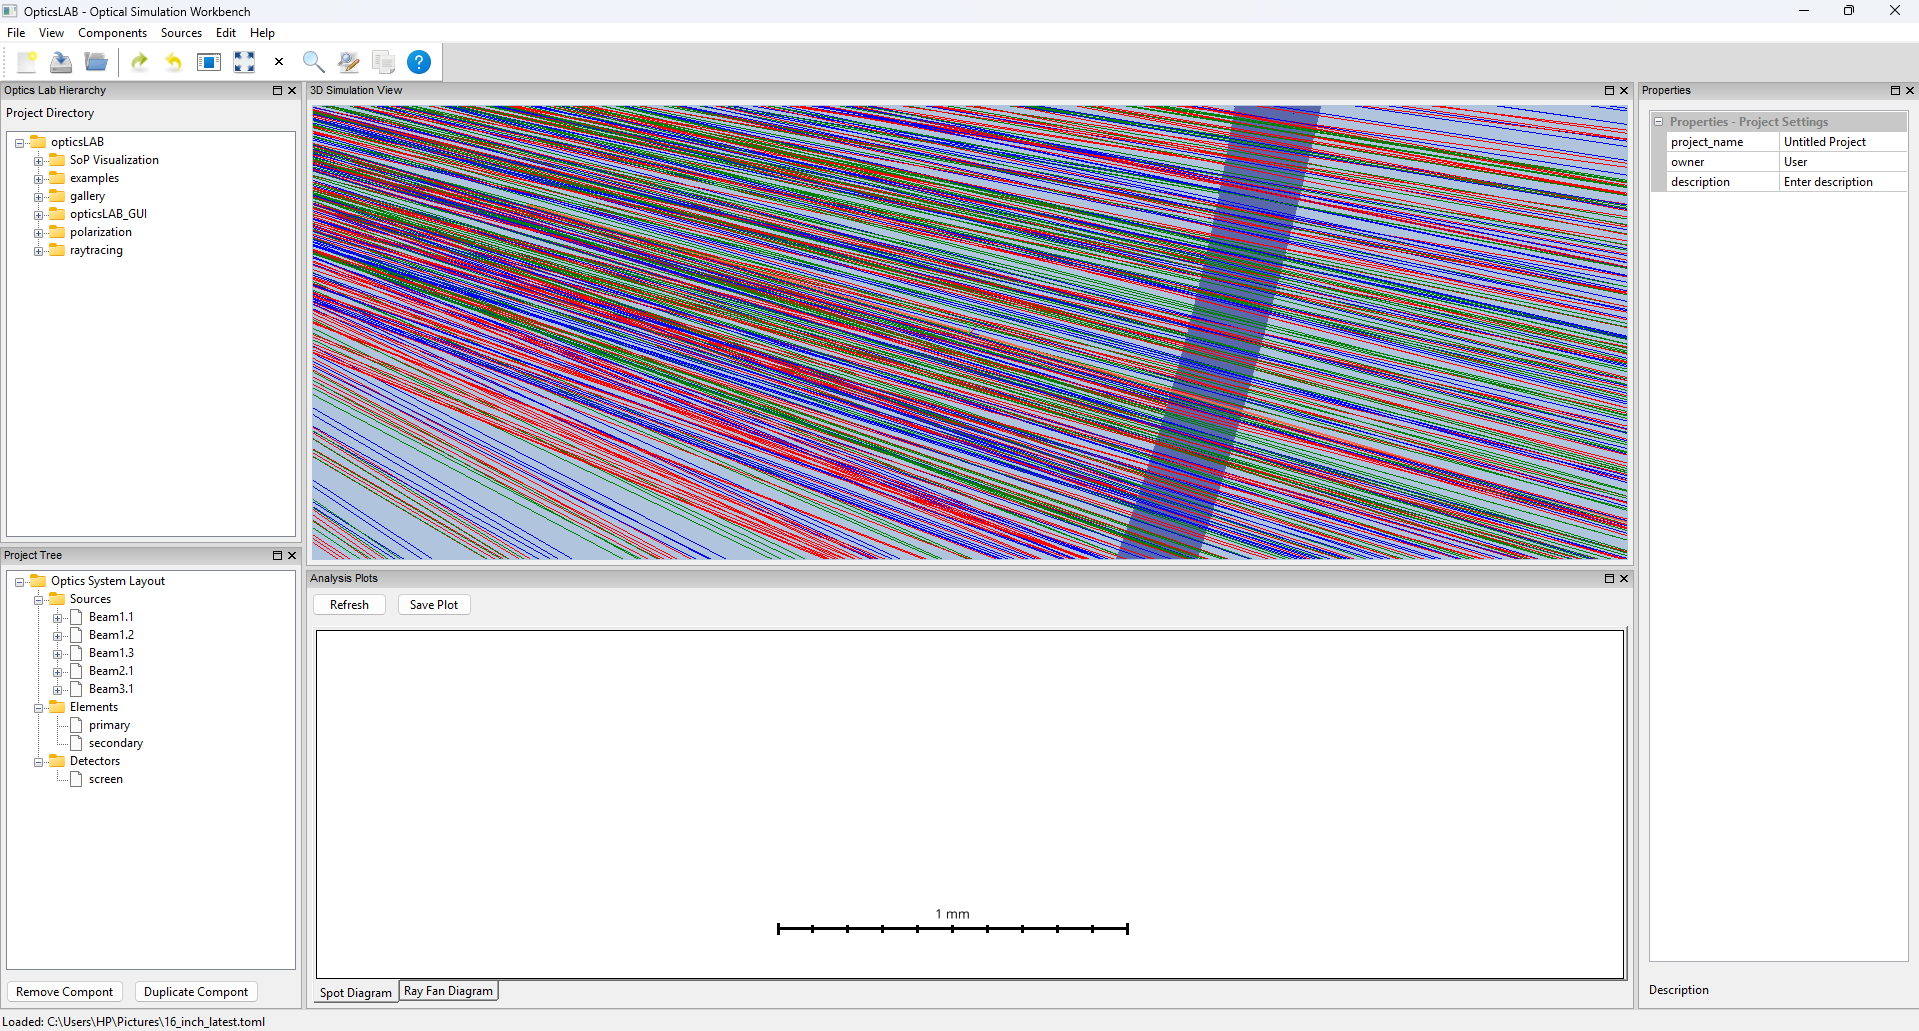 OpticsLAB - Optical Simulation Workbench
File View Components Sources Edit Help
Optics Lab Hierarchy
Project Directory
opticsLAB
SoP Visualization
examples
gallery
opticsLAB_GUI
polarization
raytracing
Project Tree
Optics System Layout
Sources
Beam1.1
Beam1.2
Beam1.3
Beam2.1
Beam3.1
Elements
primary
secondary
Detectors
screen
Remove Compont Duplicate Compont
3D Simulation View
Analysis Plots
Refresh Save Plot
1 mm
Spot Diagram Ray Fan Diagram
Properties
Properties - Project Settings
project_name Untitled Project
owner User
description Enter description
Description
Loaded: C:\Users\HP\Pictures\16_inch_latest.toml